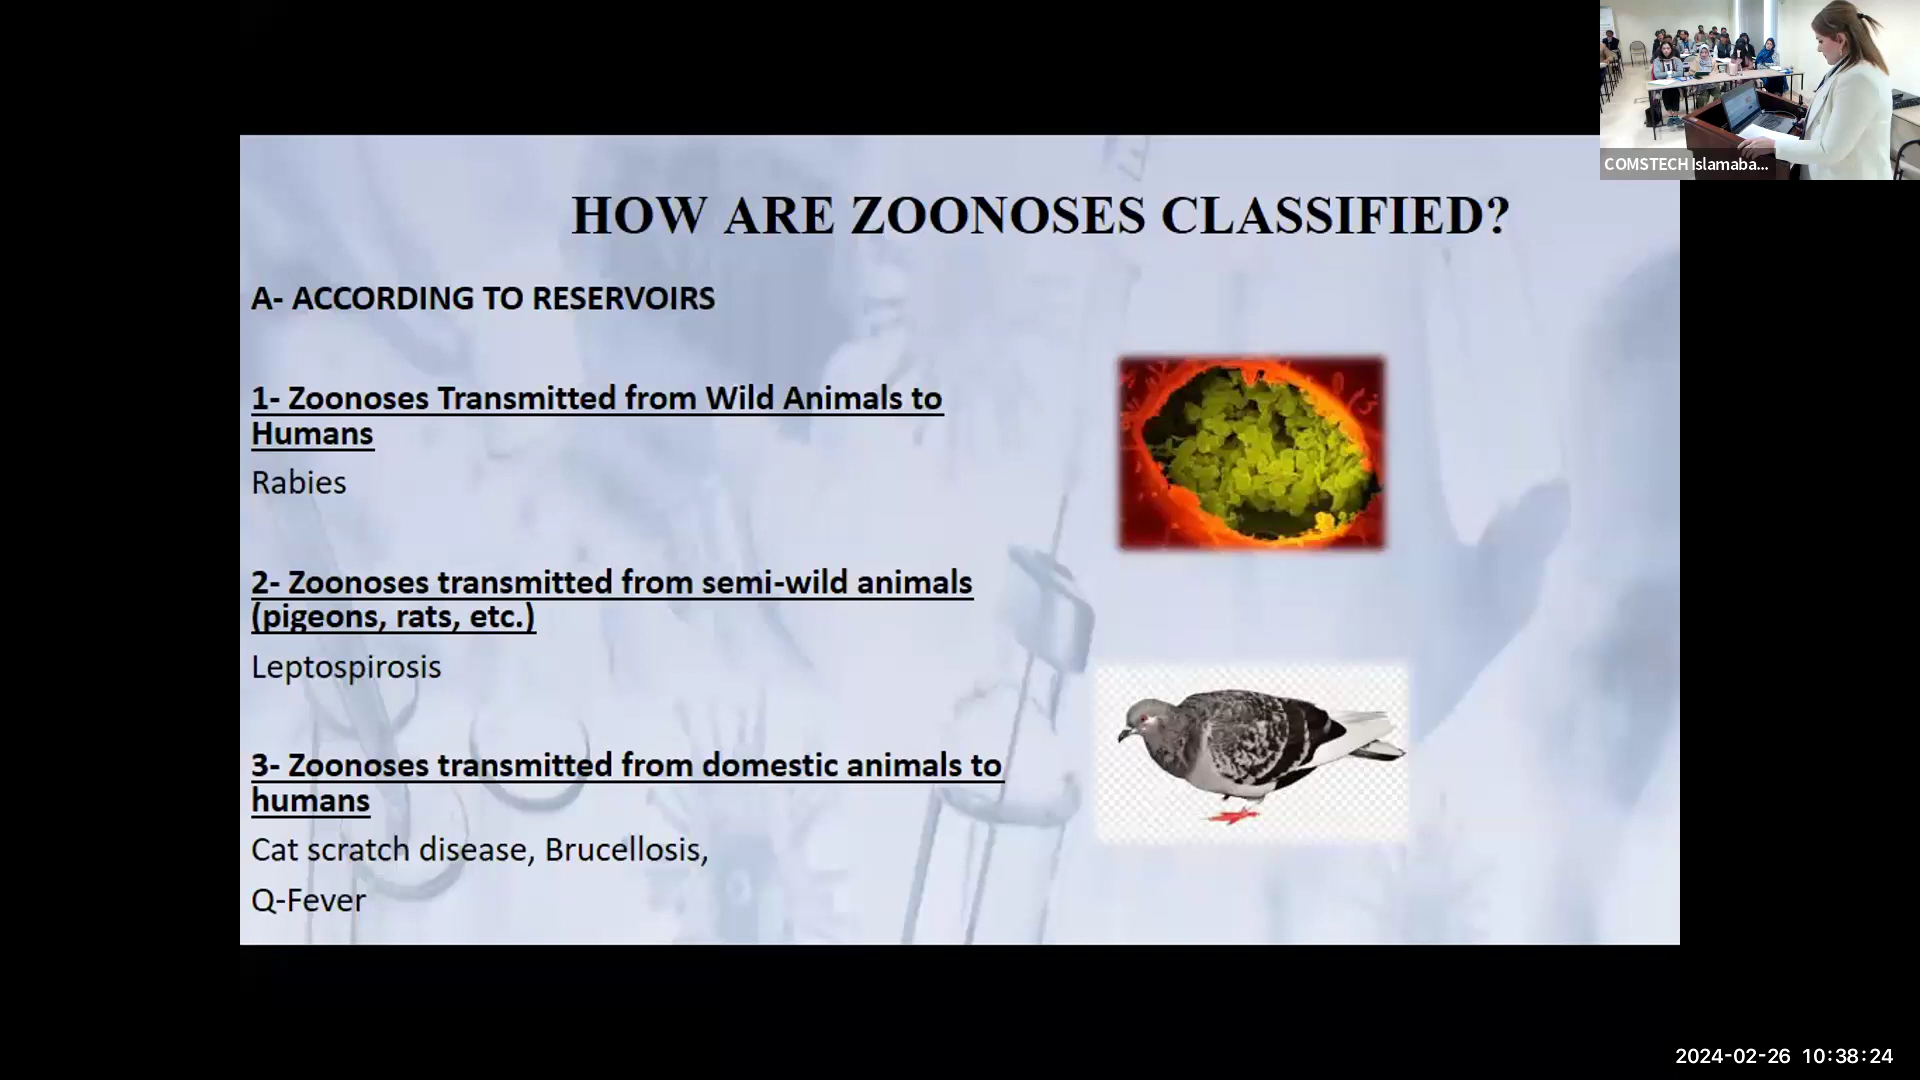 COMSTECH Islamaba...
HOW ARE ZOONOSES CLASSIFIED?
A- ACCORDING TO RESERVOIRS
1- Zoonoses Transmitted from Wild Animals to
Humans
Rabies
2- Zoonoses transmitted from semi-wild animals
(pigeons, rats, etc.)
Leptospirosis
3- Zoonoses transmitted from domestic animals to
humans
Cat scratch disease, Brucellosis,
Q-Fever
2024-02-26 10:38:24